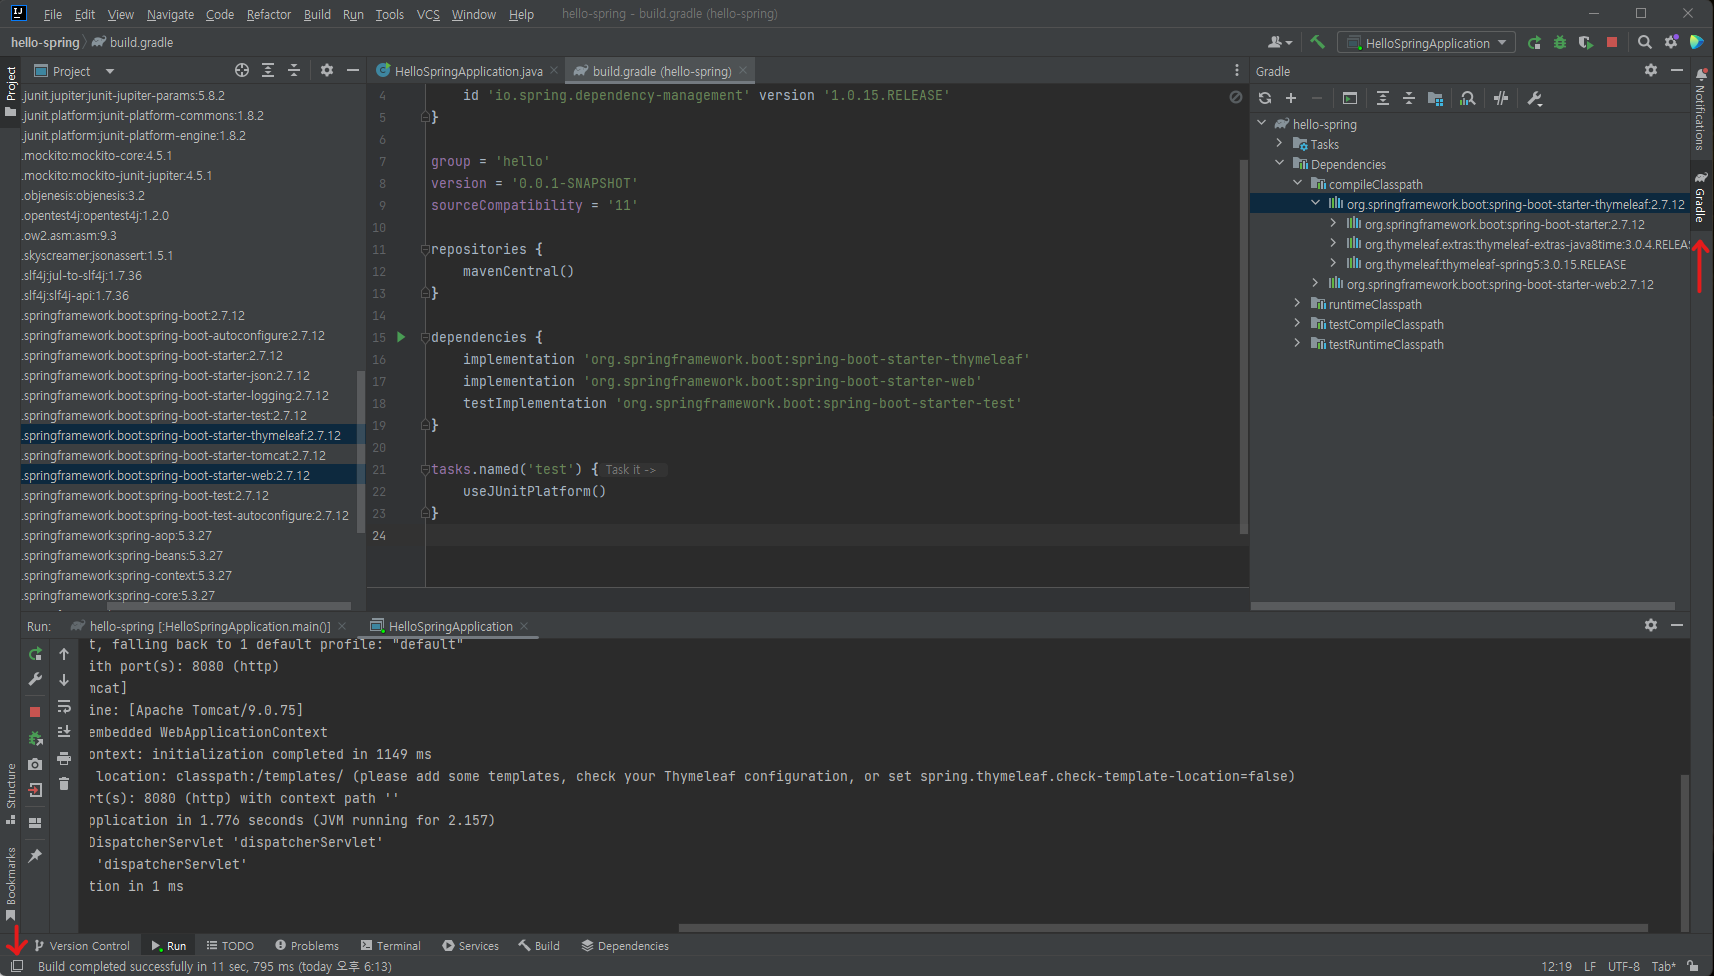 File Edit View Navigate Code Refactor Build Run Tools VCS Window Help hello-spring - build.gradle (hello-spring)
hello-spring build.gradle
HelloSpringApplication
Project
.junit.jupiter:junit-jupiter-params:5.8.2
.junit.platform:junit-platform-commons:1.8.2
.junit.platform:junit-platform-engine:1.8.2
.mockito:mockito-core:4.5.1
.mockito:mockito-junit-jupiter:4.5.1
.objenesis:objenesis:3.2
.opentest4j:opentest4j:1.2.0
.ow2.asm:asm:9.3
.skyscreamer:jsonassert:1.5.1
.slf4j:jul-to-slf4j:1.7.36
.slf4j:slf4j-api:1.7.36
.springframework.boot:spring-boot:2.7.12
.springframework.boot:spring-boot-autoconfigure:2.7.12
.springframework.boot:spring-boot-starter:2.7.12
.springframework.boot:spring-boot-starter-json:2.7.12
.springframework.boot:spring-boot-starter-logging:2.7.12
.springframework.boot:spring-boot-starter-test:2.7.12
.springframework.boot:spring-boot-starter-thymeleaf:2.7.12
.springframework.boot:spring-boot-starter-tomcat:2.7.12
.springframework.boot:spring-boot-starter-web:2.7.12
.springframework.boot:spring-boot-test:2.7.12
.springframework.boot:spring-boot-test-autoconfigure:2.7.12
.springframework:spring-aop:5.3.27
.springframework:spring-beans:5.3.27
.springframework:spring-context:5.3.27
.springframework:spring-core:5.3.27
HelloSpringApplication.java build.gradle (hello-spring)
4 id 'io.spring.dependency-management' version '1.0.15.RELEASE'
5 }
6
7 group = 'hello'
8 version = '0.0.1-SNAPSHOT'
9 sourceCompatibility = '11'
10
11 repositories {
12 mavenCentral()
13 }
14
15 dependencies {
16 implementation 'org.springframework.boot:spring-boot-starter-thymeleaf'
17 implementation 'org.springframework.boot:spring-boot-starter-web'
18 testImplementation 'org.springframework.boot:spring-boot-starter-test'
19 }
20
21 tasks.named('test') { Task it ->
22 useJUnitPlatform()
23 }
24
Gradle
hello-spring
Tasks
Dependencies
compileClasspath
org.springframework.boot:spring-boot-starter-thymeleaf:2.7.12
org.springframework.boot:spring-boot-starter:2.7.12
org.thymeleaf.extras:thymeleaf-extras-java8time:3.0.4.RELEA
org.thymeleaf:thymeleaf-spring5:3.0.15.RELEASE
org.springframework.boot:spring-boot-starter-web:2.7.12
runtimeClasspath
testCompileClasspath
testRuntimeClasspath
Project
Structure
Bookmarks
Notifications
Gradle
Run: hello-spring [:HelloSpringApplication.main()] HelloSpringApplication
t, falling back to 1 default profile: "default"
ith port(s): 8080 (http)
mcat]
ine: [Apache Tomcat/9.0.75]
embedded WebApplicationContext
ontext: initialization completed in 1149 ms
location: classpath:/templates/ (please add some templates, check your Thymeleaf configuration, or set spring.thymeleaf.check-template-location=false)
rt(s): 8080 (http) with context path ''
pplication in 1.776 seconds (JVM running for 2.157)
DispatcherServlet 'dispatcherServlet'
'dispatcherServlet'
tion in 1 ms
Version Control Run TODO Problems Terminal Services Build Dependencies
Build completed successfully in 11 sec, 795 ms (today 오후 6:13) 12:19 LF UTF-8 Tab*